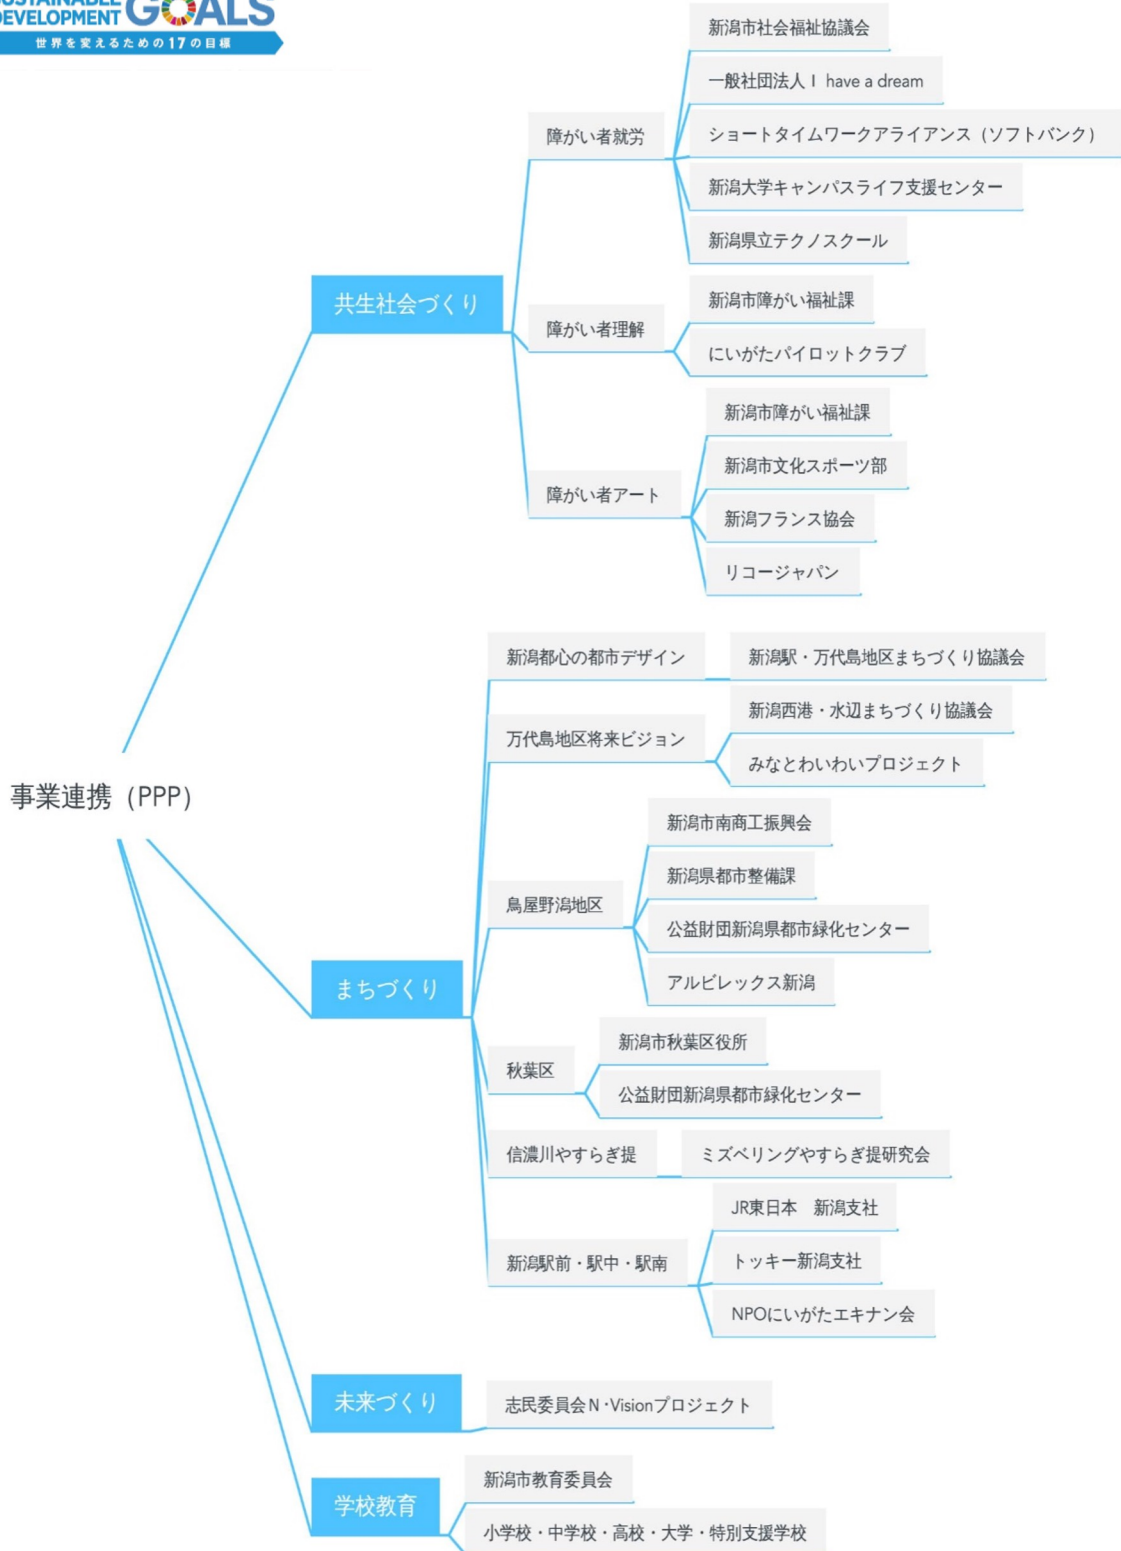 SUSTAINABLE
DEVELOPMENT GOALS
世界を変えるための17の目標
事業連携（PPP）
共生社会づくり
障がい者就労
新潟市社会福祉協議会
一般社団法人 I have a dream
ショートタイムワークアライアンス（ソフトバンク）
新潟大学キャンパスライフ支援センター
新潟県立テクノスクール
障がい者理解
新潟市障がい福祉課
にいがたパイロットクラブ
障がい者アート
新潟市障がい福祉課
新潟市文化スポーツ部
新潟フランス協会
リコージャパン
まちづくり
新潟都心の都市デザイン
新潟駅・万代島地区まちづくり協議会
万代島地区将来ビジョン
新潟西港・水辺まちづくり協議会
みなとわいわいプロジェクト
鳥屋野潟地区
新潟市南商工振興会
新潟県都市整備課
公益財団新潟県都市緑化センター
アルビレックス新潟
秋葉区
新潟市秋葉区役所
公益財団新潟県都市緑化センター
信濃川やすらぎ提
ミズベリングやすらぎ提研究会
新潟駅前・駅中・駅南
JR東日本　新潟支社
トッキー新潟支社
NPOにいがたエキナン会
未来づくり
志民委員会N･Visionプロジェクト
学校教育
新潟市教育委員会
小学校・中学校・高校・大学・特別支援学校